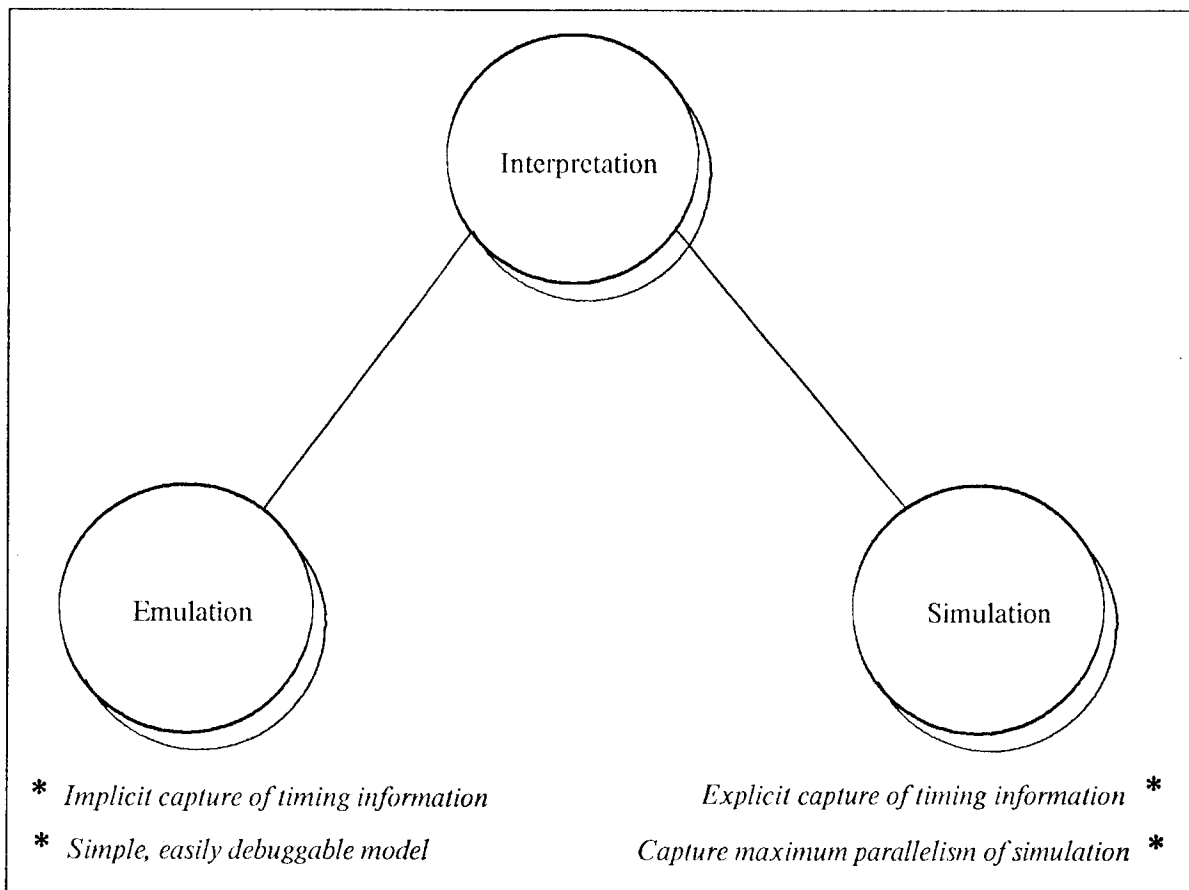 Interpretation
Emulation
Simulation
* Implicit capture of timing information
* Simple, easily debuggable model
Explicit capture of timing information *
Capture maximum parallelism of simulation *